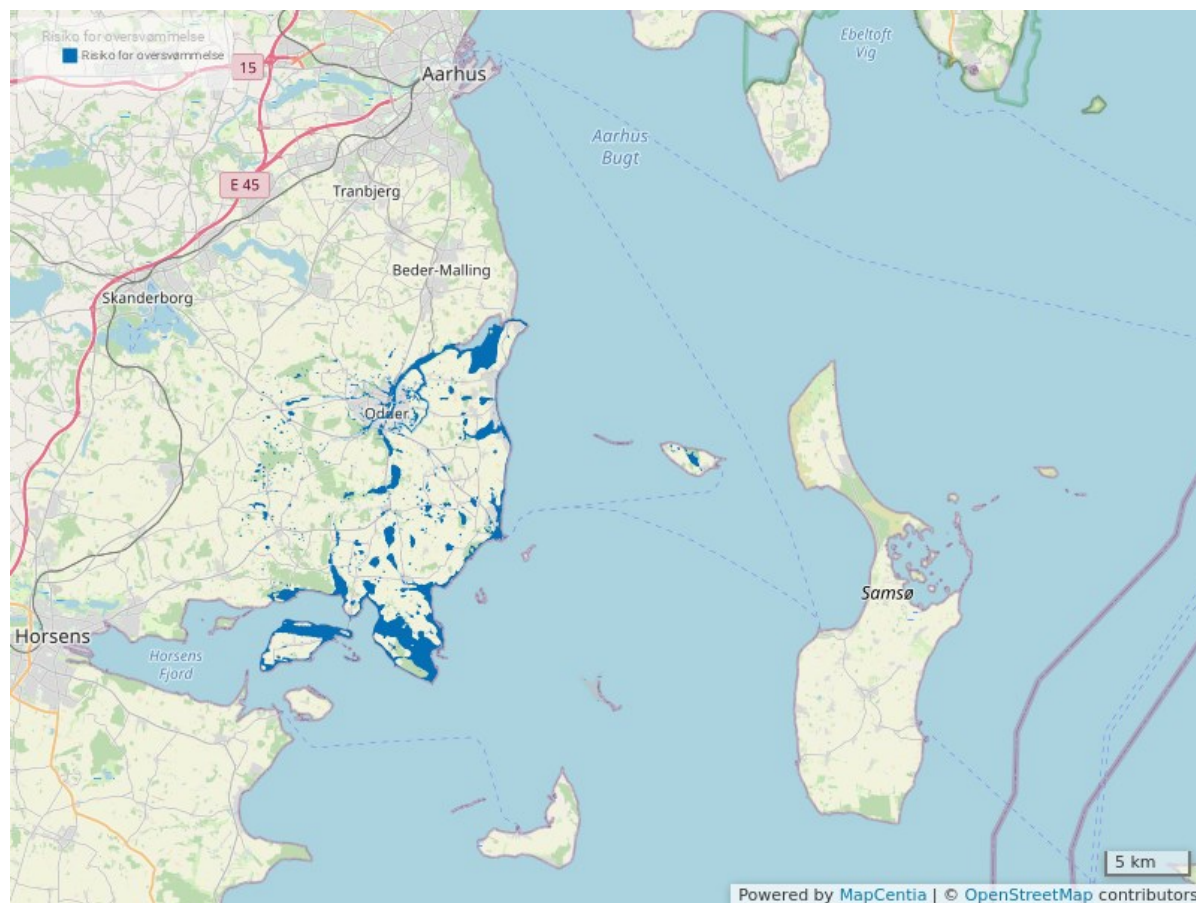 Risiko for oversvømmelse
Risiko for oversvømmelse
15
Aarhus
Ebeltoft
Vig
Aarhus
Bugt
E 45
Tranbjerg
Beder-Malling
Skanderborg
Odder
Samsø
Horsens
Horsens
Fjord
5 km
Powered by MapCentia | © OpenStreetMap contributors